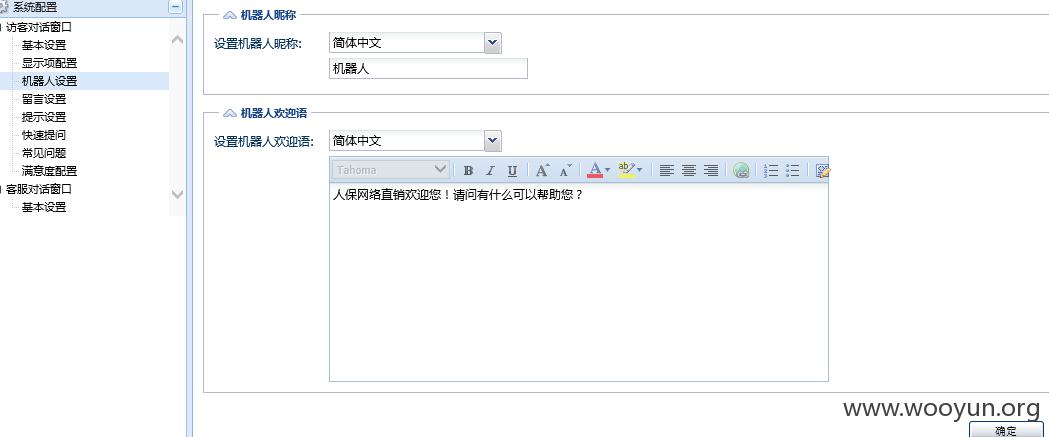 系统配置
访客对话窗口
基本设置
显示项配置
机器人设置
留言设置
提示设置
快速提问
常见问题
满意度配置
客服对话窗口
基本设置
机器人昵称
设置机器人昵称: 简体中文
机器人
机器人欢迎语
设置机器人欢迎语: 简体中文
Tahoma B I U A A A ab
人保网络直销欢迎您！请问有什么可以帮助您？
www.wooyun.org
确定